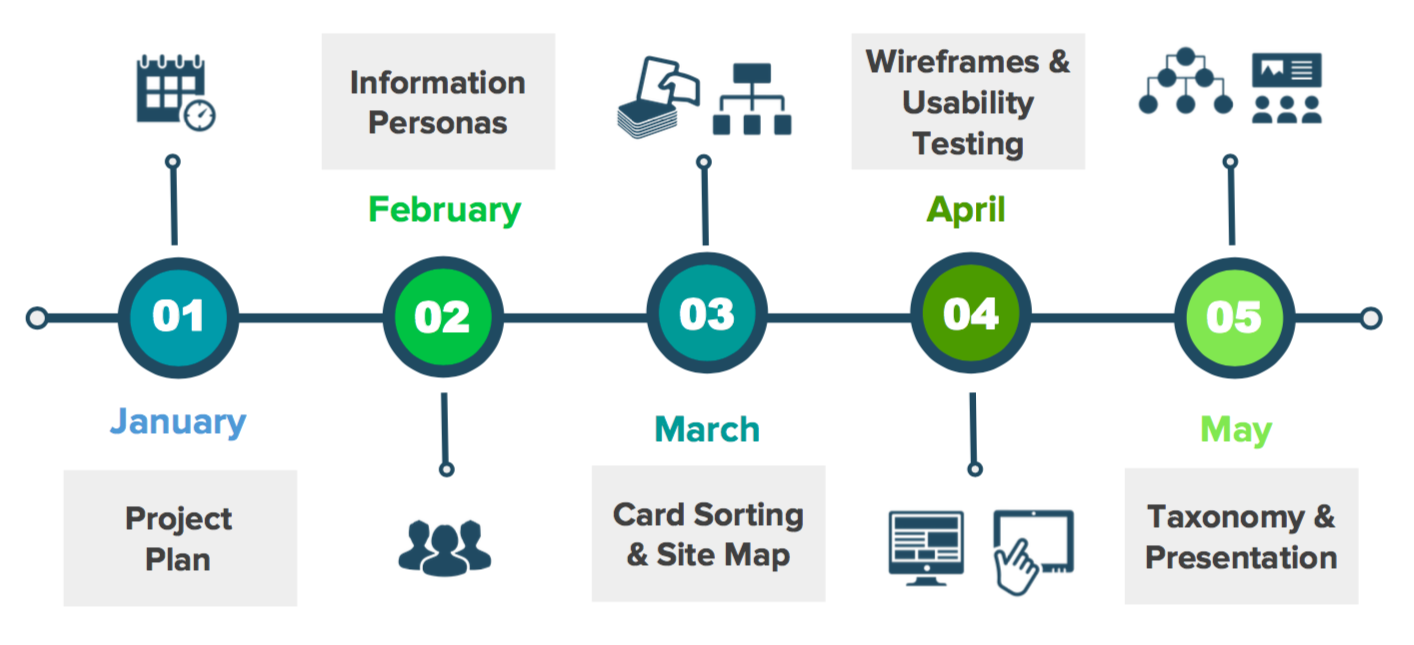 01
January
Project
Plan
Information
Personas
February
02
03
March
Card Sorting
& Site Map
Wireframes &
Usability
Testing
April
04
05
May
Taxonomy &
Presentation